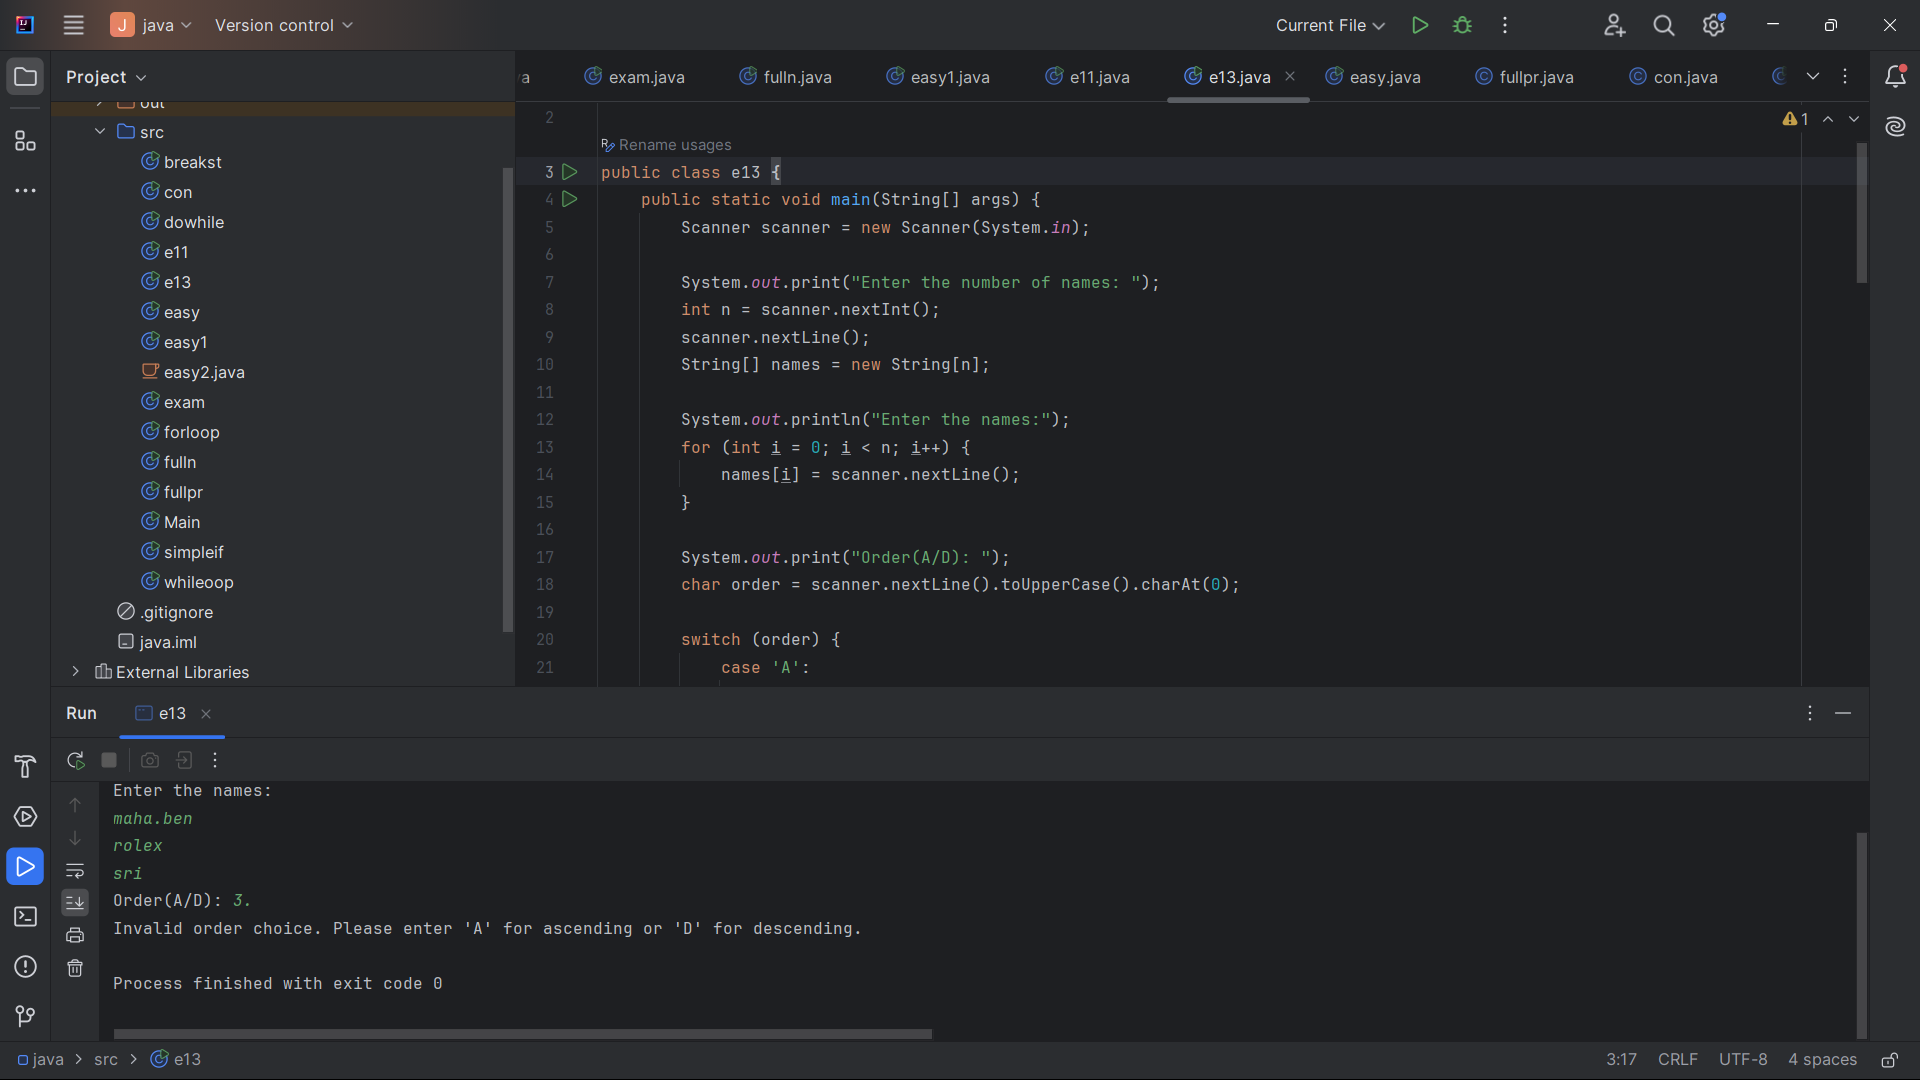 J java Version control Current File
Project
a exam.java fulln.java easy1.java e11.java e13.java easy.java fullpr.java con.java
out
src
breakst
con
dowhile
e11
e13
easy
easy1
easy2.java
exam
forloop
fulln
fullpr
Main
simpleif
whileoop
.gitignore
java.iml
External Libraries
2
1
Rename usages
3 public class e13 {
4 public static void main(String[] args) {
5 Scanner scanner = new Scanner(System.in);
6
7 System.out.print("Enter the number of names: ");
8 int n = scanner.nextInt();
9 scanner.nextLine();
10 String[] names = new String[n];
11
12 System.out.println("Enter the names:");
13 for (int i = 0; i < n; i++) {
14 names[i] = scanner.nextLine();
15 }
16
17 System.out.print("Order(A/D): ");
18 char order = scanner.nextLine().toUpperCase().charAt(0);
19
20 switch (order) {
21 case 'A':
Run e13
Enter the names:
maha.ben
rolex
sri
Order(A/D): 3.
Invalid order choice. Please enter 'A' for ascending or 'D' for descending.
Process finished with exit code 0
java > src > e13 3:17 CRLF UTF-8 4 spaces